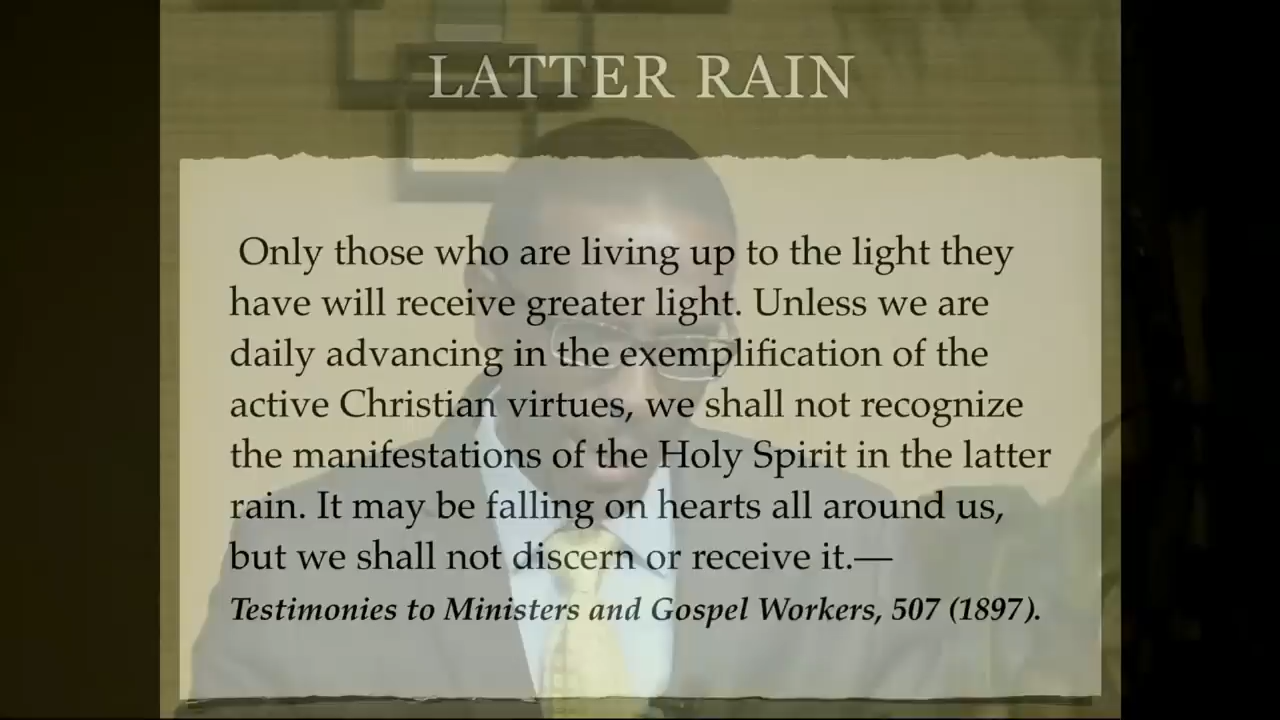 LATTER RAIN
Only those who are living up to the light they
have will receive greater light. Unless we are
daily advancing in the exemplification of the
active Christian virtues, we shall not recognize
the manifestations of the Holy Spirit in the latter
rain. It may be falling on hearts all around us,
but we shall not discern or receive it.—
Testimonies to Ministers and Gospel Workers, 507 (1897).